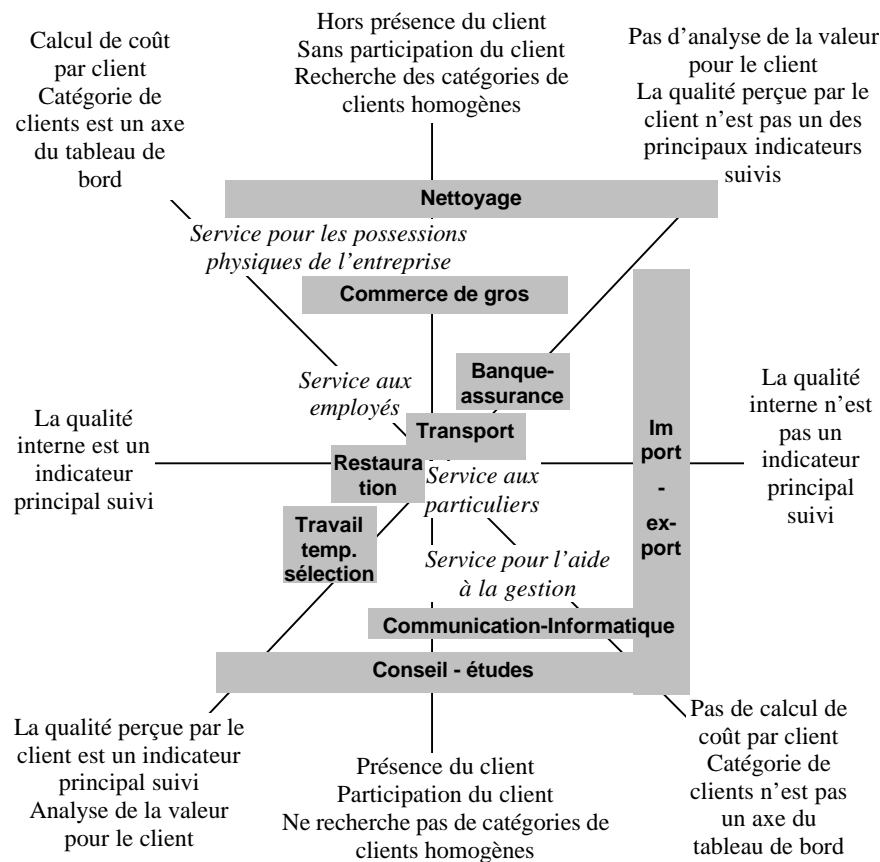 Calcul de coût
par client
Catégorie de
clients est un axe
du tableau de
bord
Hors présence du client
Sans participation du client
Recherche des catégories de
clients homogènes
Pas d’analyse de la valeur
pour le client
La qualité perçue par le
client n’est pas un des
principaux indicateurs
suivis
Nettoyage
Service pour les possessions
physiques de l’entreprise
Commerce de gros
Banque-
assurance
Service aux
employés
Transport
La qualité
interne est un
indicateur
principal suivi
Restaura
tion
Service aux
particuliers
Im
port
-
ex-
port
La qualité
interne n’est
pas un
indicateur
principal
suivi
Travail
temp.
sélection
Service pour l’aide
à la gestion
Communication-Informatique
Conseil - études
La qualité perçue par le
client est un indicateur
principal suivi
Analyse de la valeur
pour le client
Présence du client
Participation du client
Ne recherche pas de catégories de
clients homogènes
Pas de calcul de
coût par client
Catégorie de
clients n’est pas
un axe du
tableau de bord